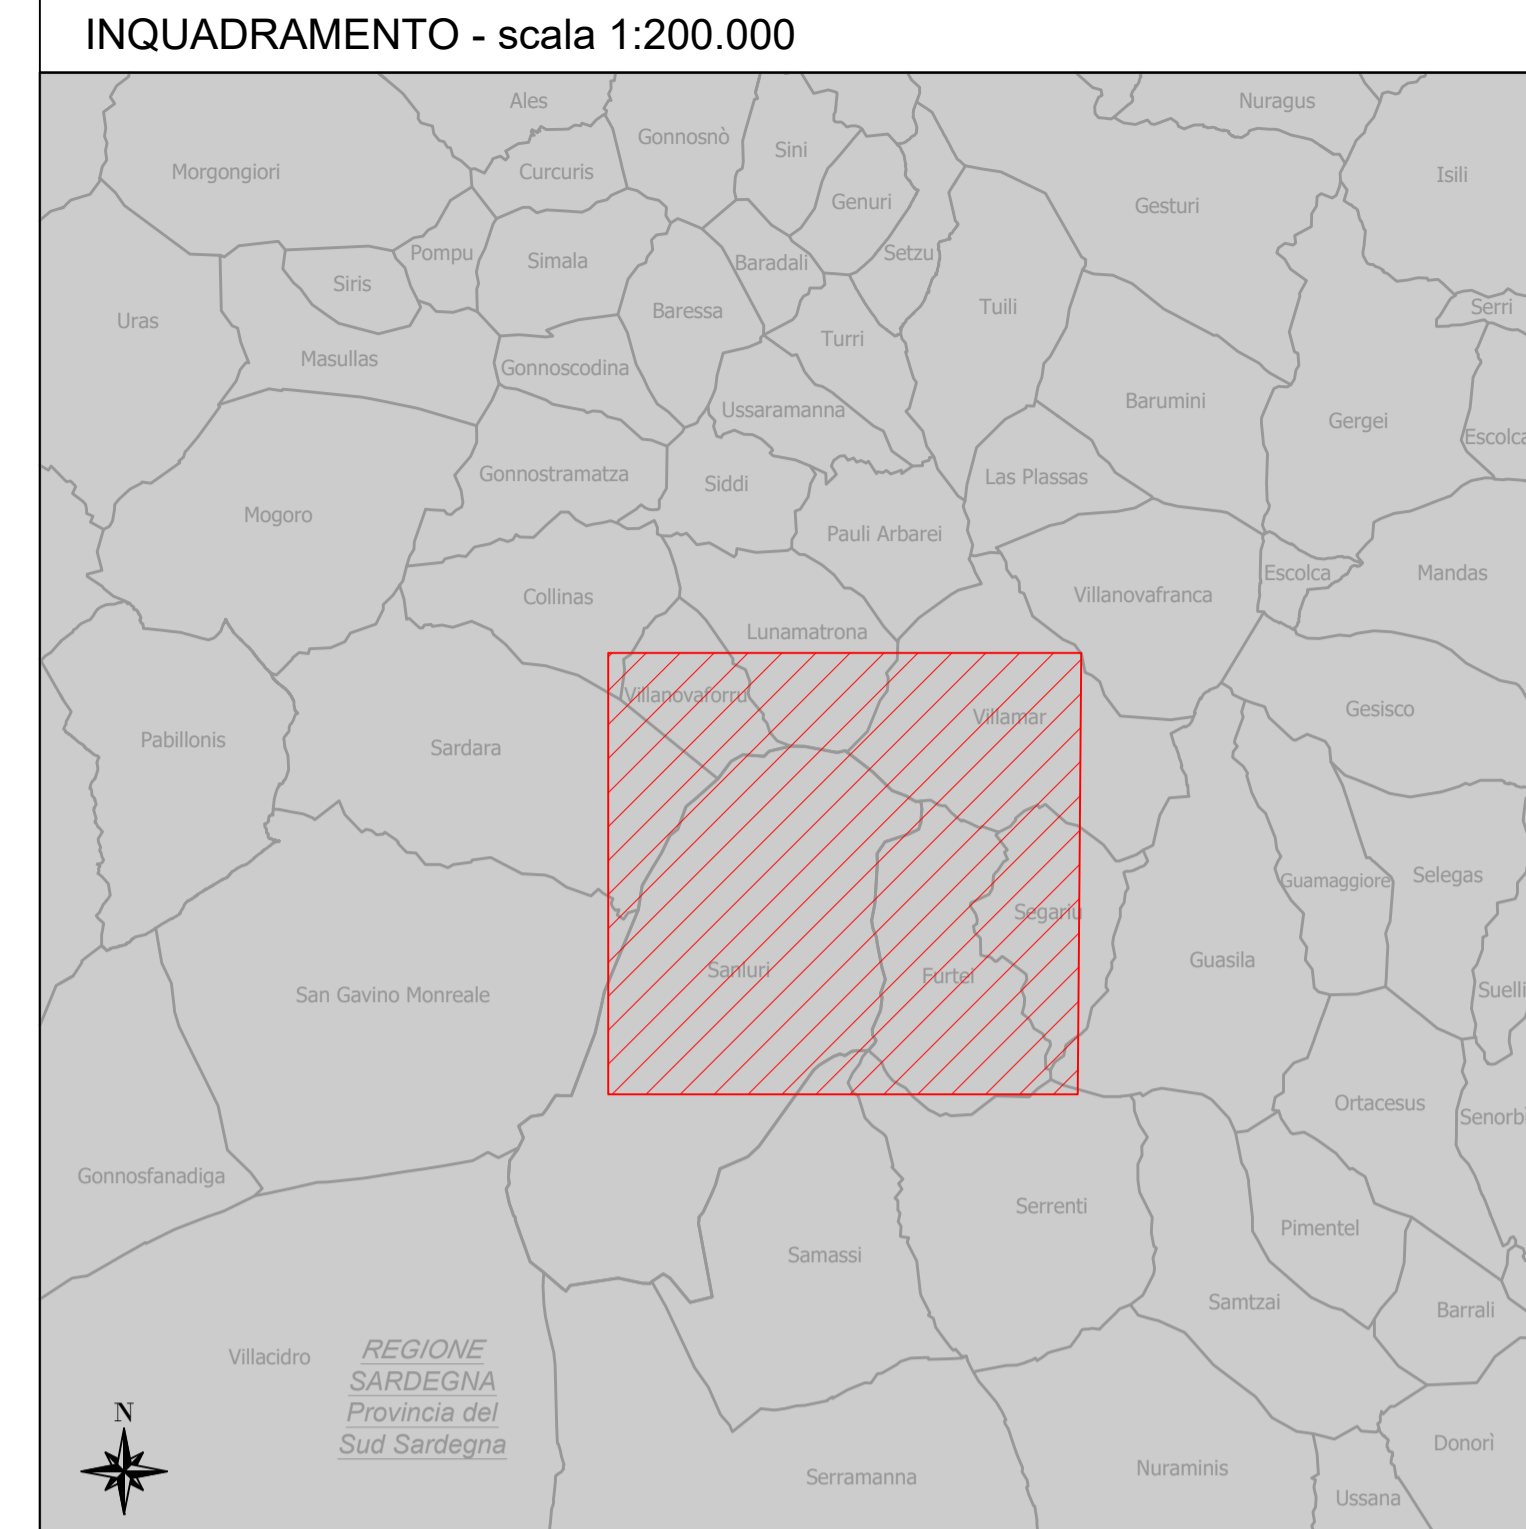 INQUADRAMENTO - scala 1:200.000
Ales
Nuragus
Gonnosnò
Sini
Morgongiori
Curcuris
Isili
Genuri
Gesturi
Pompu
Simala
Baradali
Setzu
Siris
Uras
Baressa
Tuili
Serri
Masullas
Gonnoscodina
Turri
Ussaramanna
Barumini
Gergei
Escolca
Gonnostramatza
Siddi
Las Plassas
Mogoro
Pauli Arbarei
Escolca
Mandas
Collinas
Villanovafranca
Lunamatrona
Villanovaforru
Villamar
Gesisco
Pabillonis
Sardara
Guamaggiore
Selegas
Segariu
Guasila
Sanluri
Furtei
San Gavino Monreale
Suelli
Ortacesus
Senorbì
Gonnosfanadiga
Serrenti
Pimentel
Samassi
Samtzai
Barrali
Villacidro
REGIONE
SARDEGNA
Provincia del
Sud Sardegna
N
Donorì
Serramanna
Nuraminis
Ussana